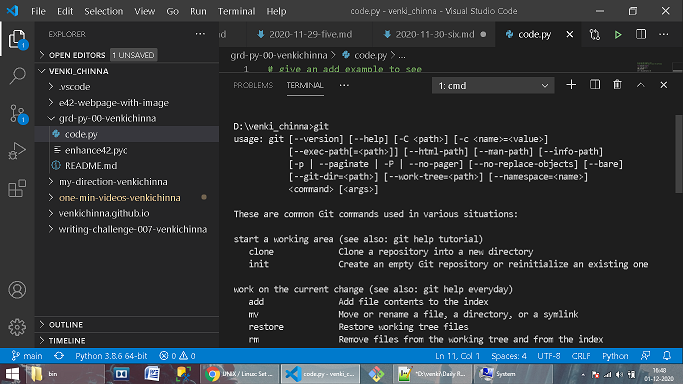 File Edit Selection View Go Run Terminal Help code.py - venki_chinna - Visual Studio Code
EXPLORER ... nd 2020-11-29-five.md 2020-11-30-six.md code.py
OPEN EDITORS 1 UNSAVED
grd-py-00-venkichinna > code.py > ...
1 # give an add example to see
VENKI_CHINNA
.vscode
e42-webpage-with-image
grd-py-00-venkichinna
code.py
enhance42.pyc
README.md
my-direction-venkichinna
one-min-videos-venkichinna
venkichinna.github.io
writing-challenge-007-venkichinna
OUTLINE
TIMELINE
PROBLEMS TERMINAL ... 1: cmd
D:\venki_chinna>git
usage: git [--version] [--help] [-C <path>] [-c <name>=<value>]
[--exec-path[=<path>]] [--html-path] [--man-path] [--info-path]
[-p | --paginate | -P | --no-pager] [--no-replace-objects] [--bare]
[--git-dir=<path>] [--work-tree=<path>] [--namespace=<name>]
<command> [<args>]
These are common Git commands used in various situations:
start a working area (see also: git help tutorial)
clone Clone a repository into a new directory
init Create an empty Git repository or reinitialize an existing one
work on the current change (see also: git help everyday)
add Add file contents to the index
mv Move or rename a file, a directory, or a symlink
restore Restore working tree files
rm Remove files from the working tree and from the index
main Python 3.8.6 64-bit 0 0 Ln 11, Col 1 Spaces: 4 UTF-8 CRLF Python
bin UNIX / Linux: Set ... code.py - venki_c... *D:\venki\Daily R... System 16:48
01-12-2020